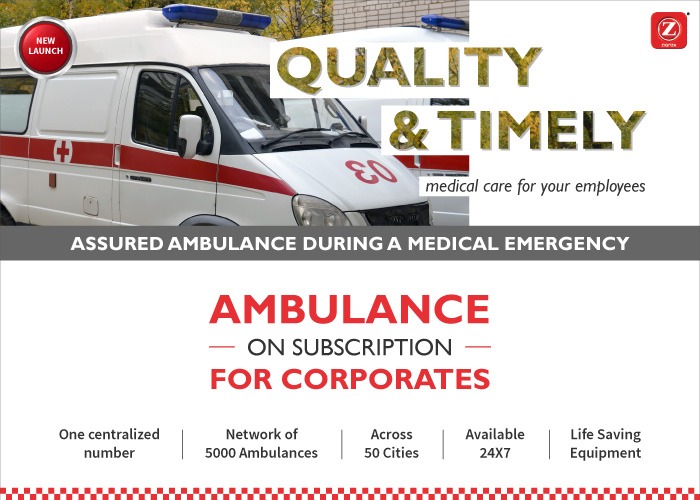 NEW
LAUNCH
QUALITY
& TIMELY
medical care for your employees
ASSURED AMBULANCE DURING A MEDICAL EMERGENCY
AMBULANCE
ON SUBSCRIPTION
FOR CORPORATES
One centralized
number
Network of
5000 Ambulances
Across
50 Cities
Available
24X7
Life Saving
Equipment
Z
03